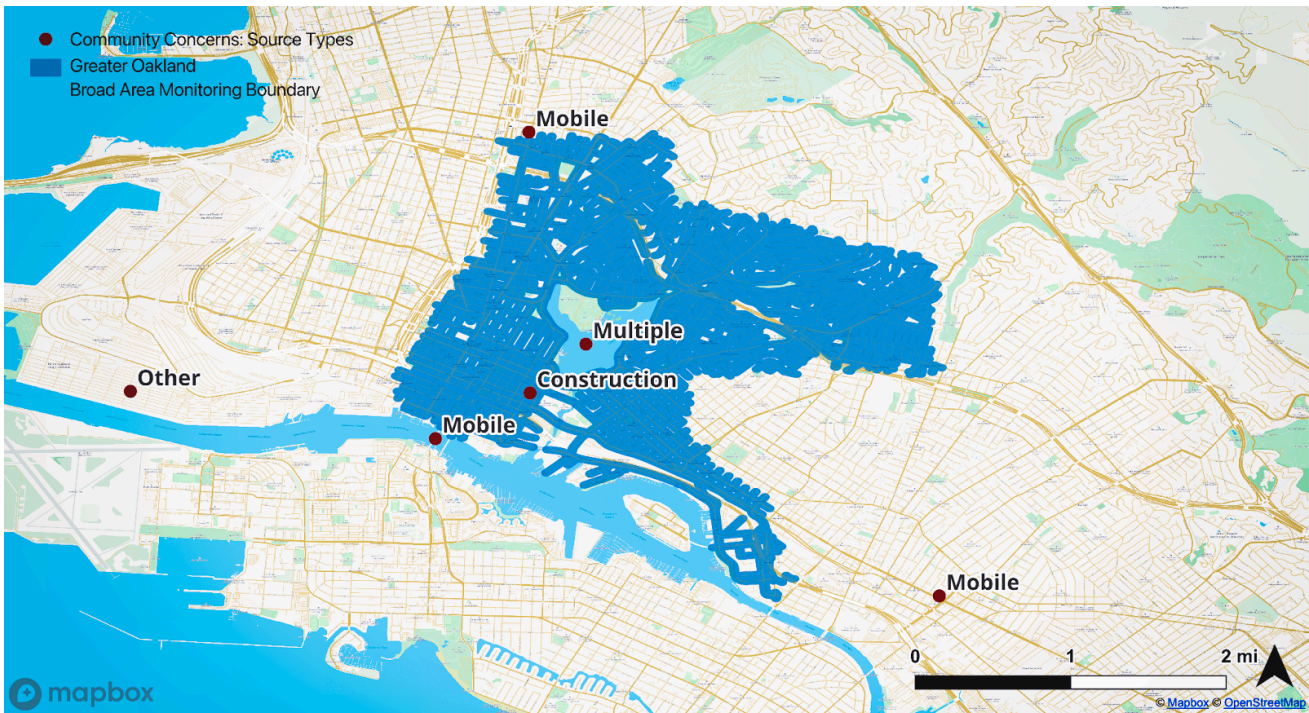 Community Concerns: Source Types
Greater Oakland
Broad Area Monitoring Boundary
Mobile
Multiple
Other
Construction
Mobile
Mobile
0 1 2 mi
mapbox
© Mapbox © OpenStreetMap